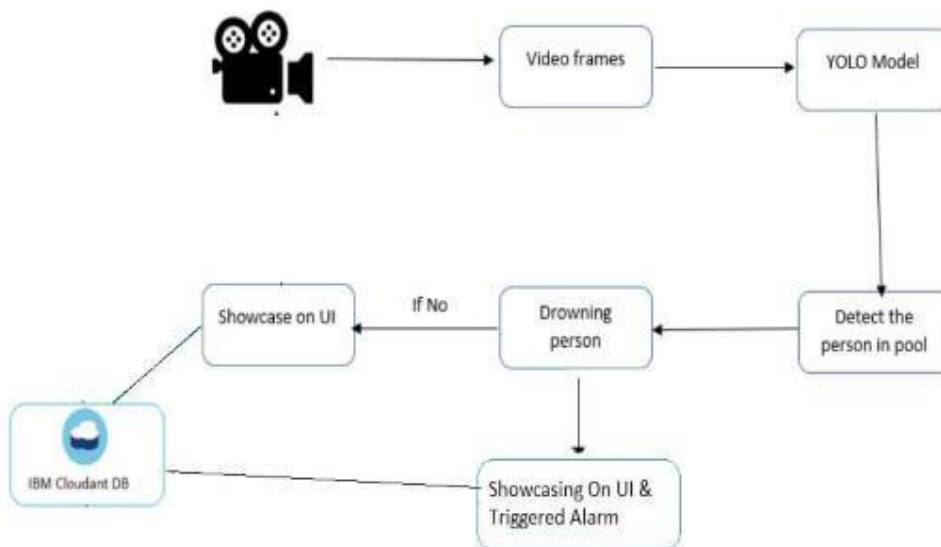 Video frames
YOLO Model
Detect the
person in pool
Drowning
person
If No
Showcase on UI
IBM Cloudant DB
Showcasing On UI &
Triggered Alarm